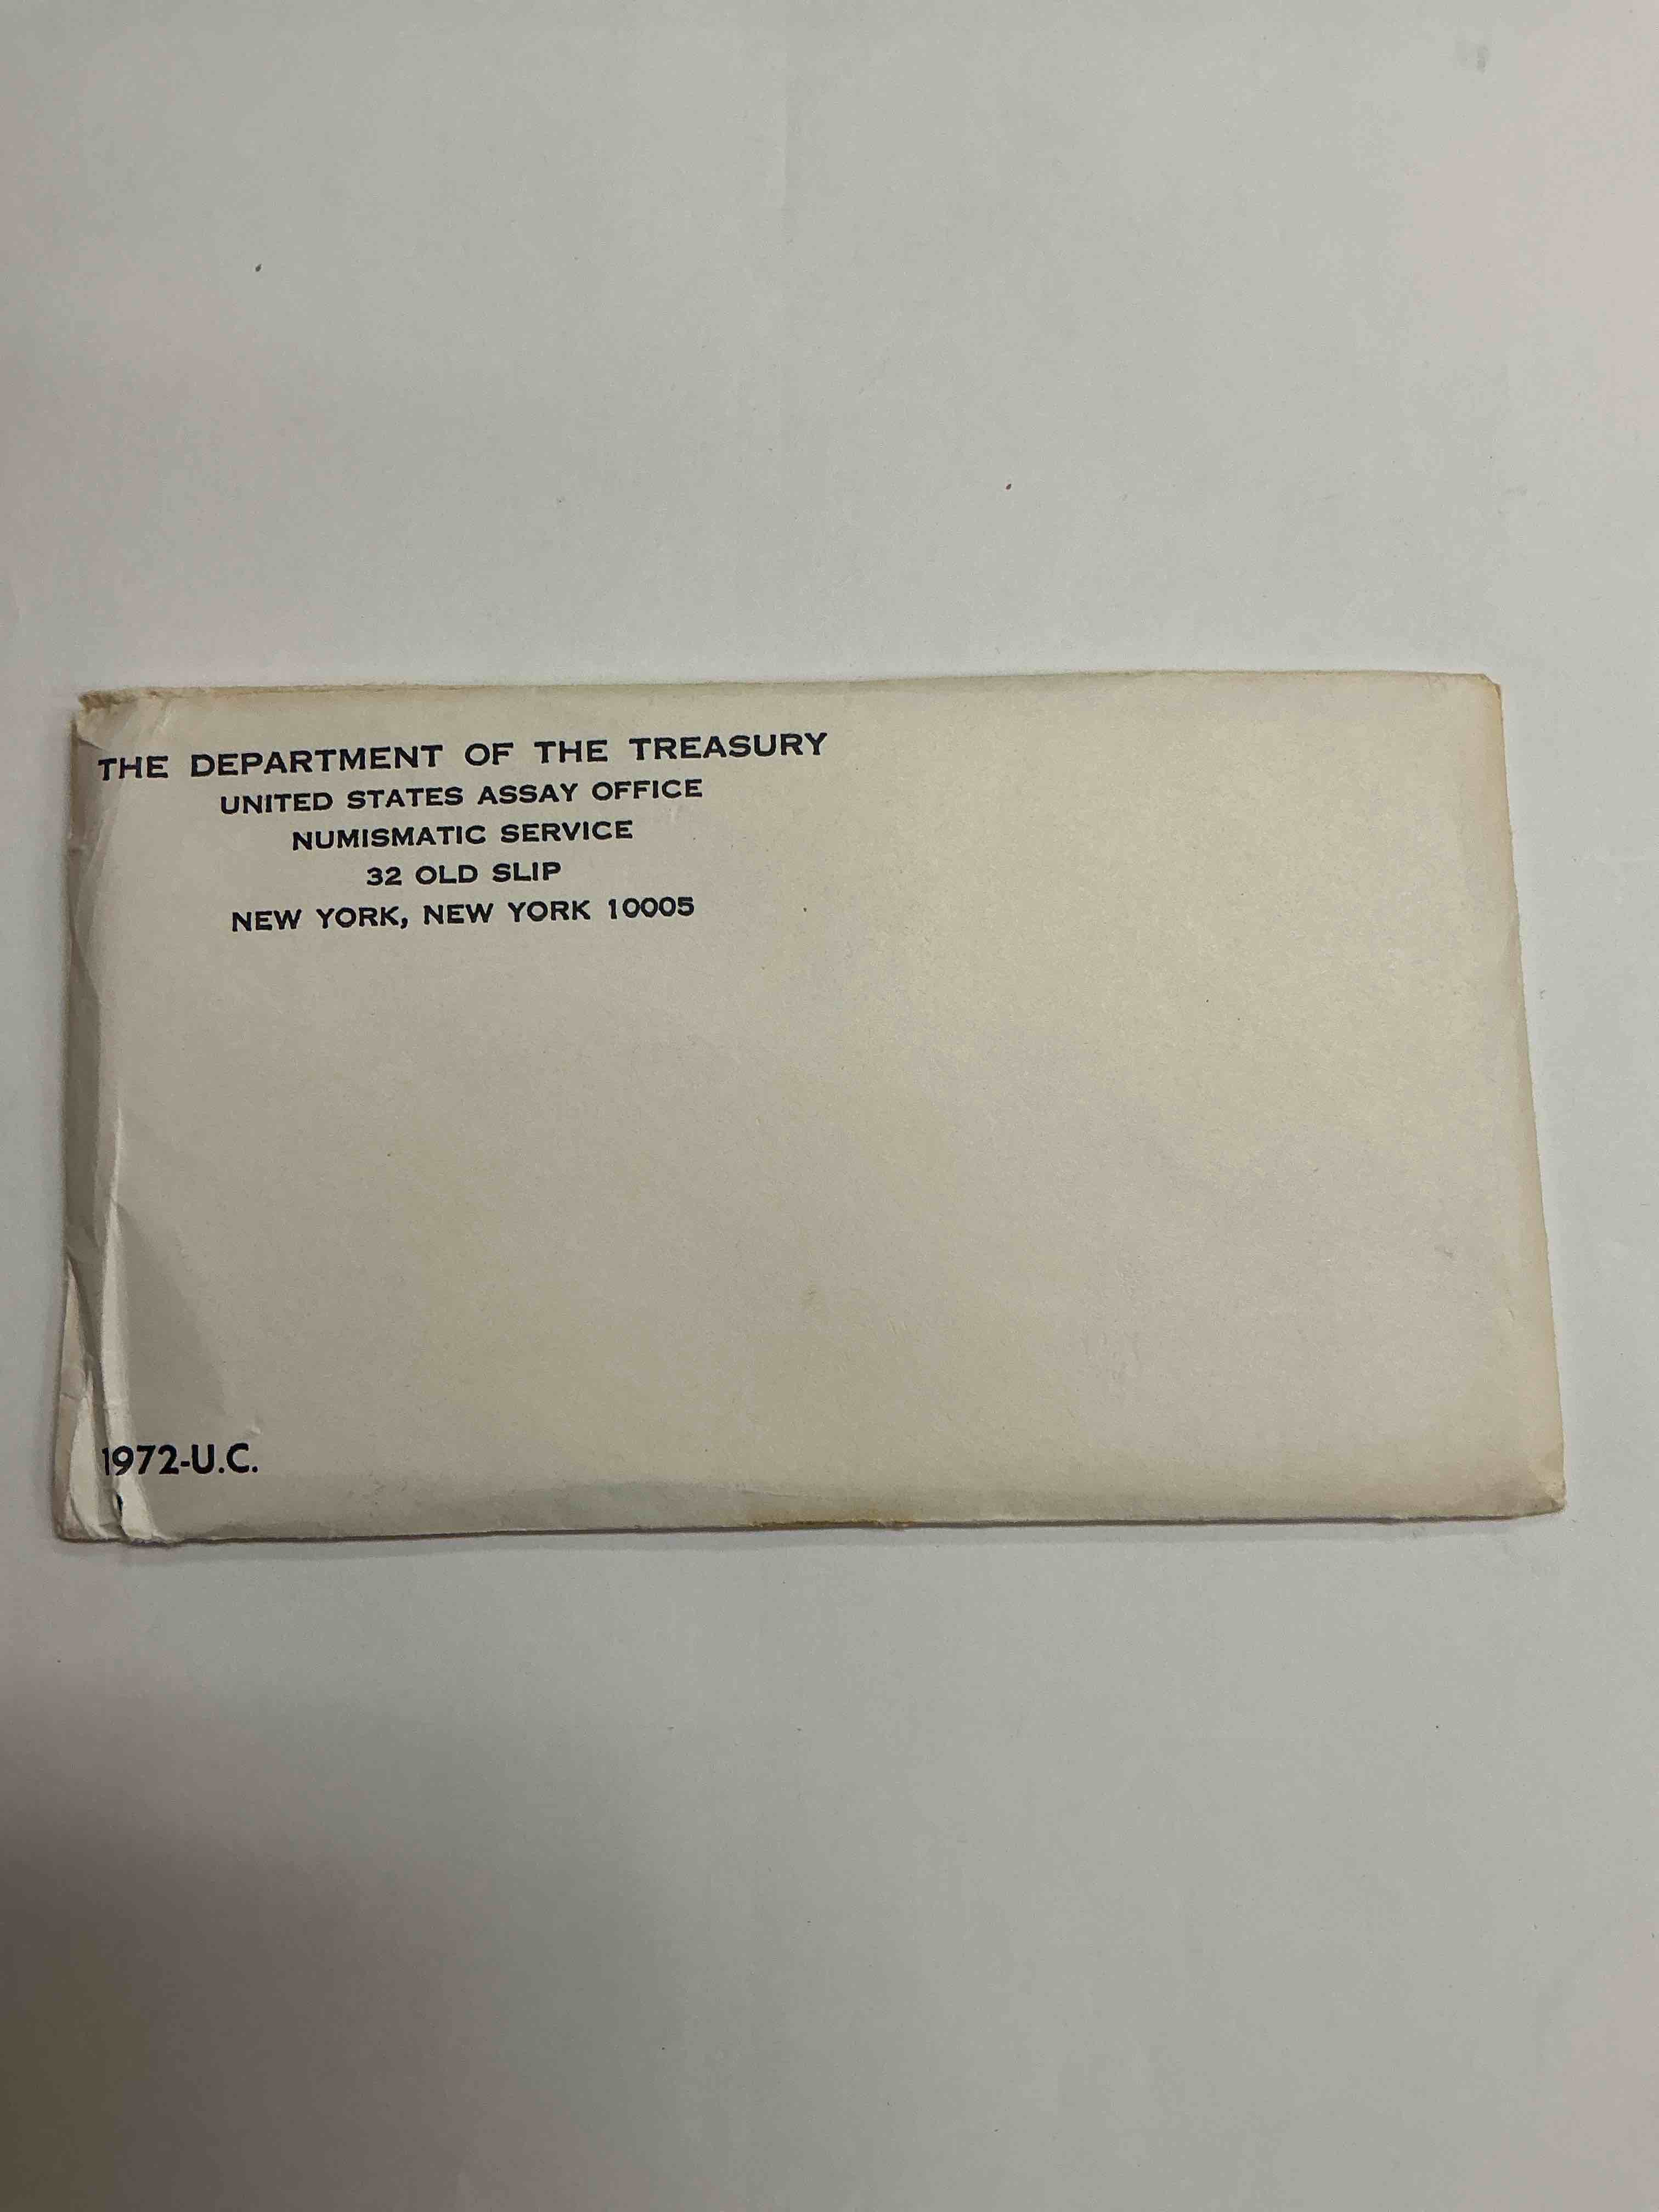 THE DEPARTMENT OF THE TREASURY
UNITED STATES ASSAY OFFICE
NUMISMATIC SERVICE
32 OLD SLIP
NEW YORK, NEW YORK 10005
1972-U.C.